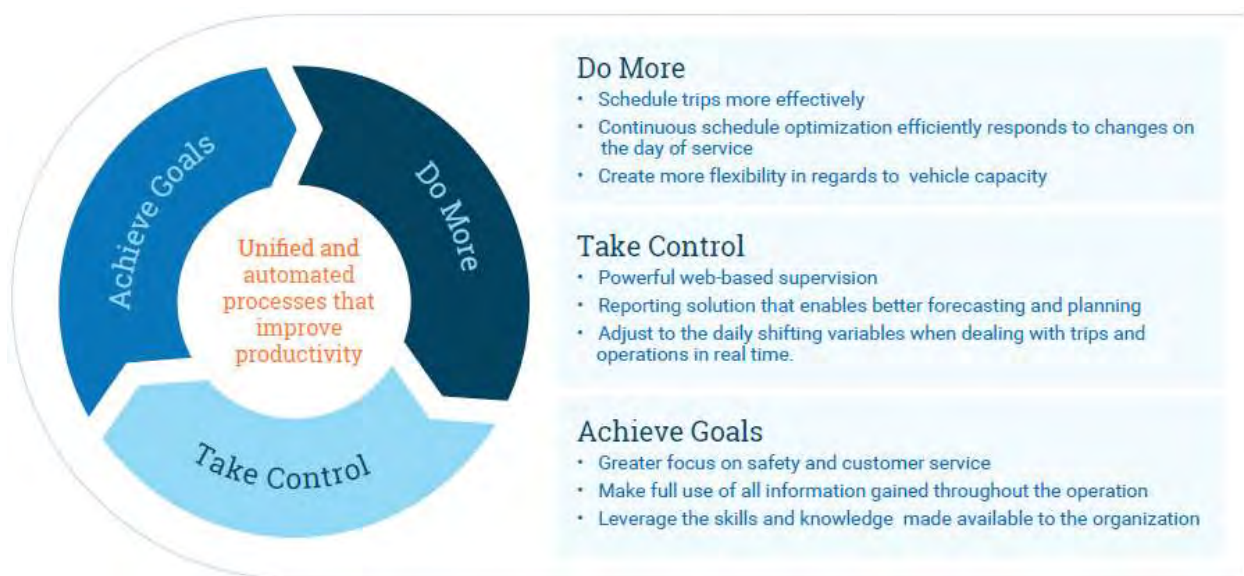 Achieve Goals
Do More
Take Control
Unified and
automated
processes that
improve
productivity
Do More
• Schedule trips more effectively
• Continuous schedule optimization efficiently responds to changes on
the day of service
• Create more flexibility in regards to vehicle capacity
Take Control
• Powerful web-based supervision
• Reporting solution that enables better forecasting and planning
• Adjust to the daily shifting variables when dealing with trips and
operations in real time.
Achieve Goals
• Greater focus on safety and customer service
• Make full use of all information gained throughout the operation
• Leverage the skills and knowledge made available to the organization